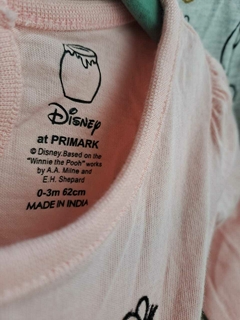 Disney
at PRIMARK
© Disney.Based on the
"Winnie the Pooh" works
by A.A. Milne and
E.H. Shepard
0-3m 62cm
MADE IN INDIA